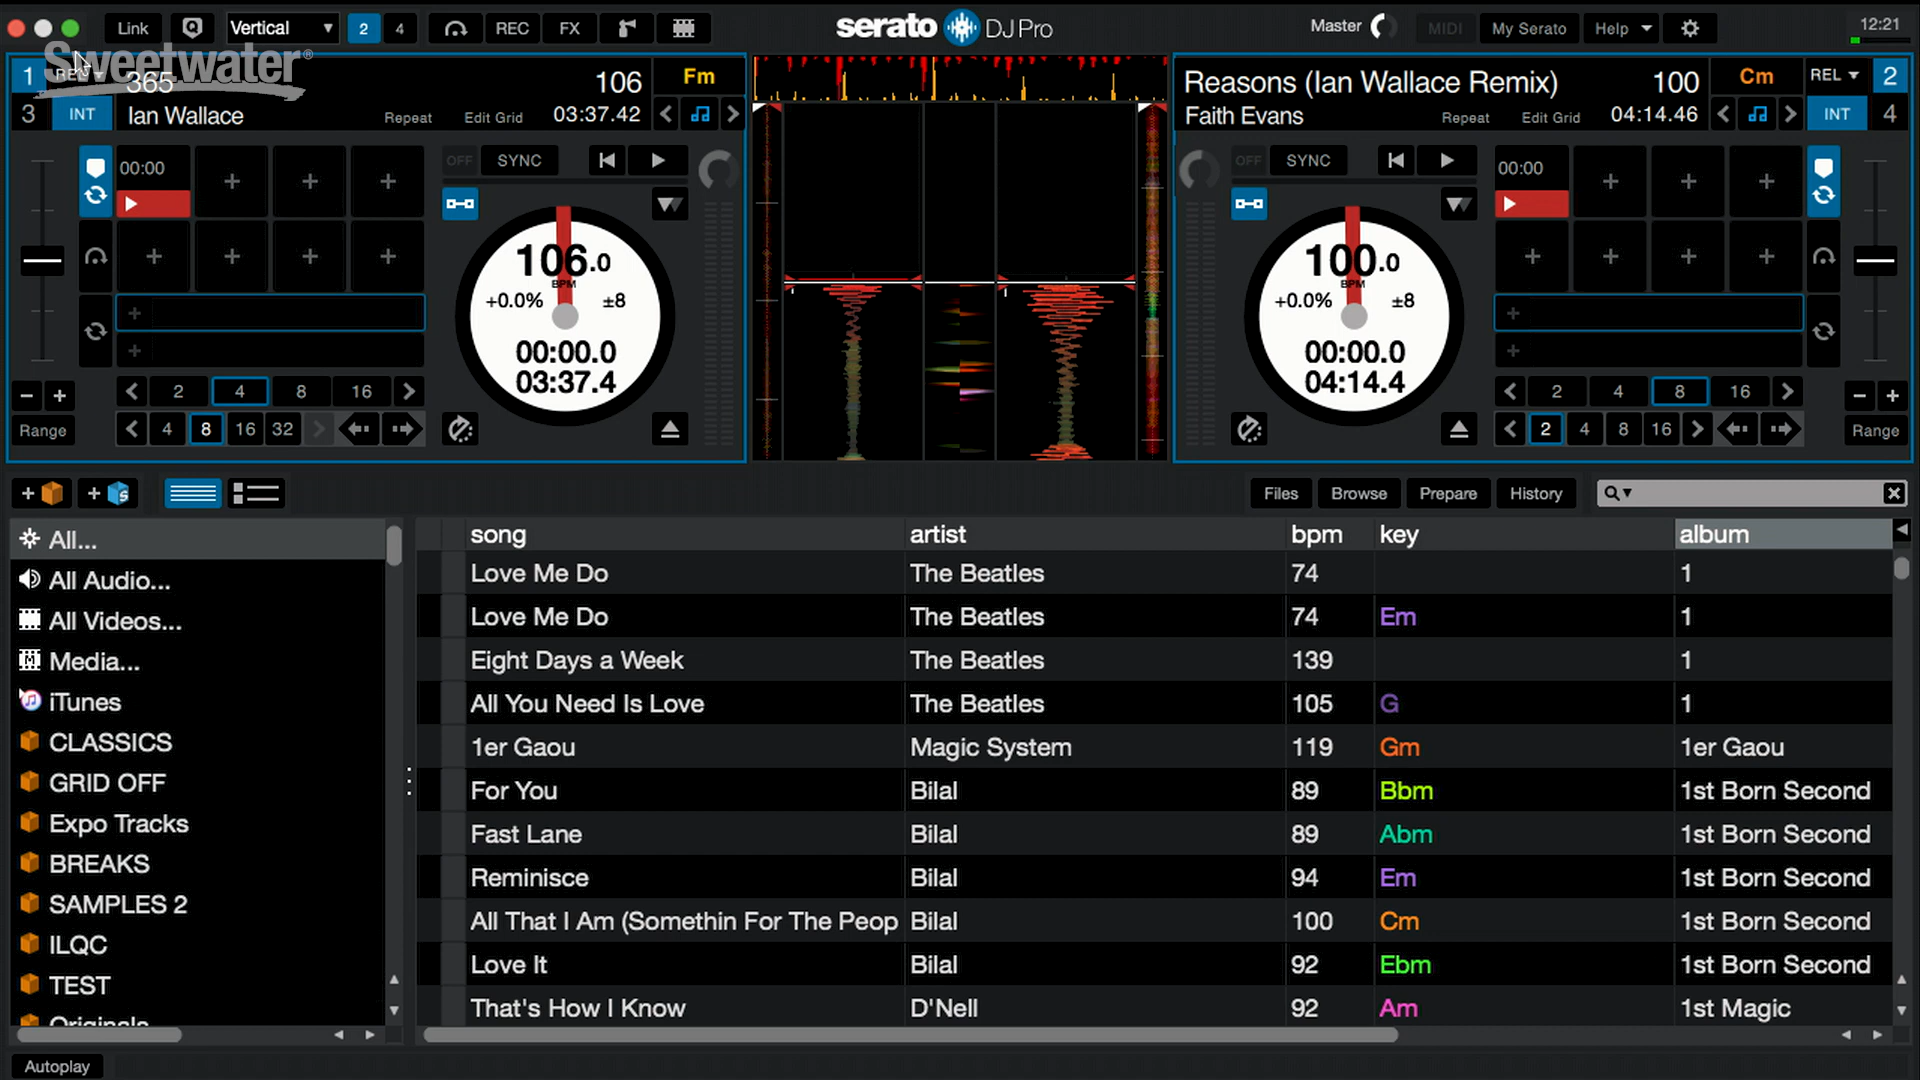 Link
Vertical
2
4
REC
FX
serato DJ Pro
Master
MIDI
My Serato
Help
12:21
Sweetwater®
1
365
106
Fm
3
INT
Ian Wallace
Repeat
Edit Grid
03:37.42
Reasons (Ian Wallace Remix)
100
Cm
REL
2
Faith Evans
Repeat
Edit Grid
04:14.46
INT
4
00:00
OFF
SYNC
106.0
BPM
+0.0%
±8
00:00.0
03:37.4
2
4
8
16
4
8
16
32
Range
OFF
SYNC
100.0
BPM
+0.0%
±8
00:00.0
04:14.4
00:00
2
4
8
16
2
4
8
16
Range
Files
Browse
Prepare
History
All...
All Audio...
All Videos...
Media...
iTunes
CLASSICS
GRID OFF
Expo Tracks
BREAKS
SAMPLES 2
ILQC
TEST
Originals
song artist bpm key album
Love Me Do The Beatles 74 1
Love Me Do The Beatles 74 Em 1
Eight Days a Week The Beatles 139 1
All You Need Is Love The Beatles 105 G 1
1er Gaou Magic System 119 Gm 1er Gaou
For You Bilal 89 Bbm 1st Born Second
Fast Lane Bilal 89 Abm 1st Born Second
Reminisce Bilal 94 Em 1st Born Second
All That I Am (Somethin For The Peop Bilal 100 Cm 1st Born Second
Love It Bilal 92 Ebm 1st Born Second
That's How I Know D'Nell 92 Am 1st Magic
Autoplay